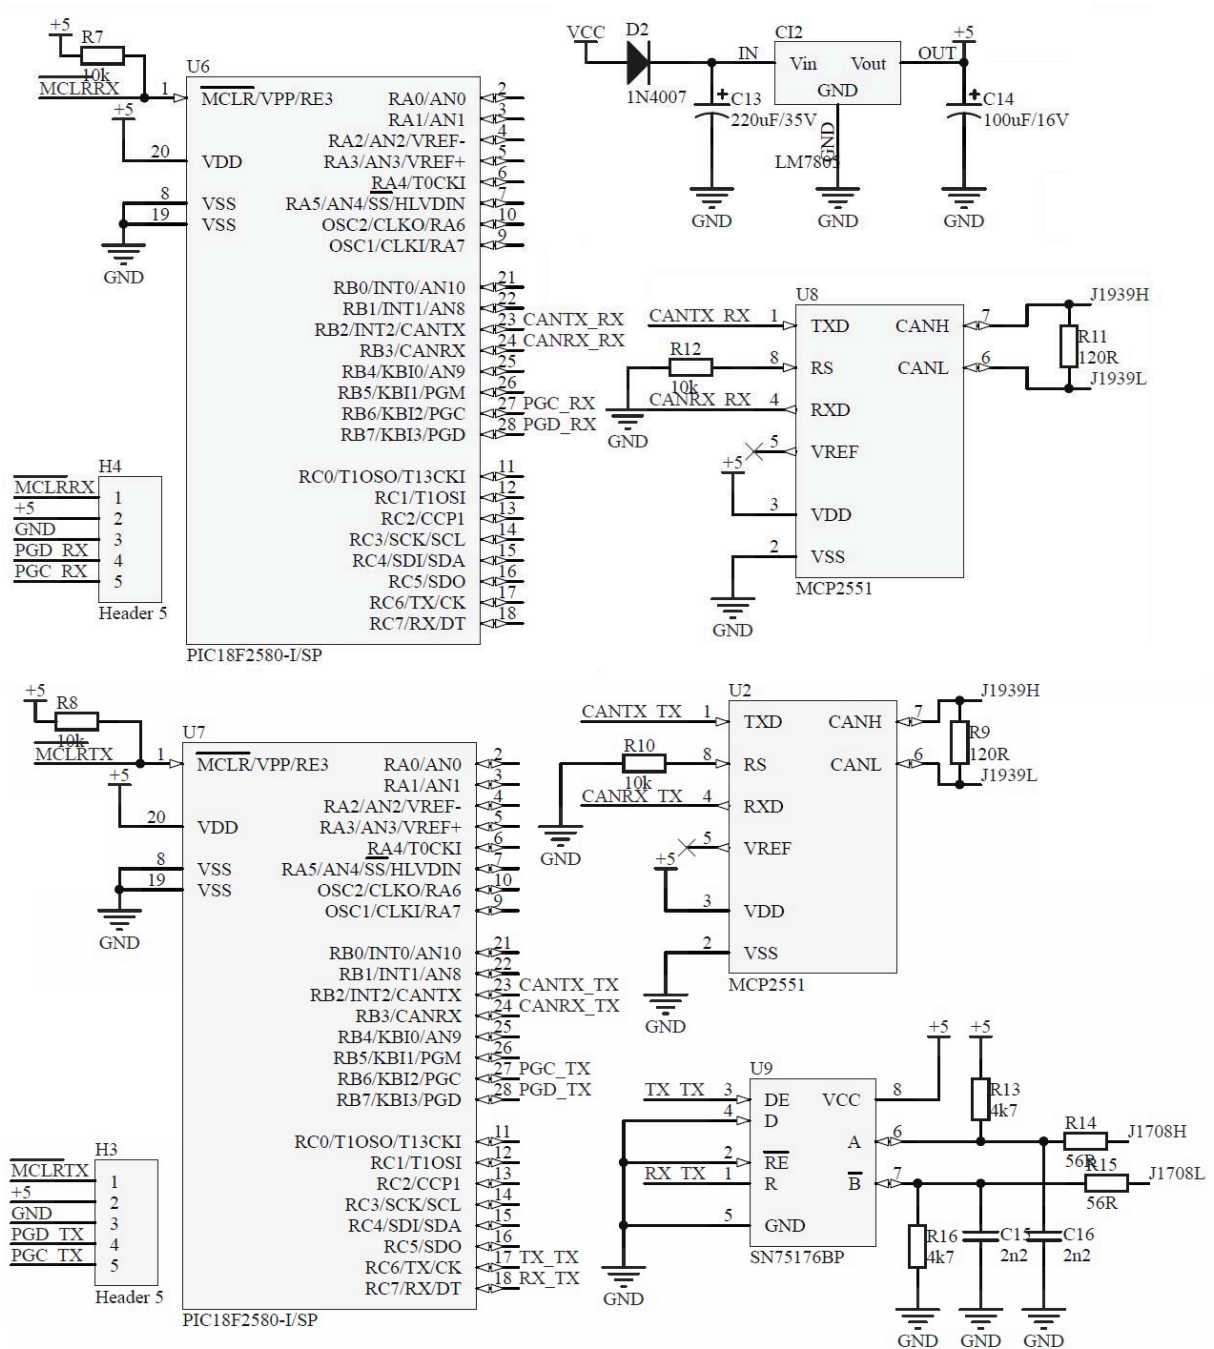 +5
R7
10k
MCLRRX
+5
U6
1 MCLR/VPP/RE3
20 VDD
8 VSS
19 VSS
GND
RA0/AN0 2
RA1/AN1 3
RA2/AN2/VREF- 4
RA3/AN3/VREF+ 5
RA4/T0CKI 6
RA5/AN4/SS/HLVDIN 7
OSC2/CLKO/RA6 10
OSC1/CLKI/RA7 9
RB0/INT0/AN10 21
RB1/INT1/AN8 22
RB2/INT2/CANTX 23 CANTX_RX
RB3/CANRX 24 CANRX_RX
RB4/KBI0/AN9 25
RB5/KBI1/PGM 26
RB6/KBI2/PGC 27 PGC_RX
RB7/KBI3/PGD 28 PGD_RX
RC0/T1OSO/T13CKI 11
RC1/T1OSI 12
RC2/CCP1 13
RC3/SCK/SCL 14
RC4/SDI/SDA 15
RC5/SDO 16
RC6/TX/CK 17
RC7/RX/DT 18
PIC18F2580-I/SP
H4
MCLRRX 1
+5 2
GND 3
PGD_RX 4
PGC_RX 5
Header 5
VCC
D2
1N4007
IN
CI2
Vin Vout
GND
OUT
+5
C13
220uF/35V
GND
LM7805
C14
100uF/16V
GND
GND
GND
U8
CANTX_RX 1 TXD
R12
10k
8 RS
CANRX_RX 4 RXD
GND
5 VREF
+5
3 VDD
2 VSS
GND
CANH 7
CANL 6
J1939H
R11
120R
J1939L
MCP2551
+5
R8
10k
MCLRTX
+5
U7
1 MCLR/VPP/RE3
20 VDD
8 VSS
19 VSS
GND
RA0/AN0 2
RA1/AN1 3
RA2/AN2/VREF- 4
RA3/AN3/VREF+ 5
RA4/T0CKI 6
RA5/AN4/SS/HLVDIN 7
OSC2/CLKO/RA6 10
OSC1/CLKI/RA7 9
RB0/INT0/AN10 21
RB1/INT1/AN8 22
RB2/INT2/CANTX 23 CANTX_TX
RB3/CANRX 24 CANRX_TX
RB4/KBI0/AN9 25
RB5/KBI1/PGM 26
RB6/KBI2/PGC 27 PGC_TX
RB7/KBI3/PGD 28 PGD_TX
RC0/T1OSO/T13CKI 11
RC1/T1OSI 12
RC2/CCP1 13
RC3/SCK/SCL 14
RC4/SDI/SDA 15
RC5/SDO 16
RC6/TX/CK 17 TX_TX
RC7/RX/DT 18 RX_TX
PIC18F2580-I/SP
H3
MCLRTX 1
+5 2
GND 3
PGD_TX 4
PGC_TX 5
Header 5
U2
CANTX_TX 1 TXD
R10
10k
8 RS
CANRX_TX 4 RXD
GND
5 VREF
+5
3 VDD
2 VSS
GND
CANH 7
CANL 6
J1939H
R9
120R
J1939L
MCP2551
U9
TX_TX 3 DE
4 D
2 RE
RX_TX 1 R
5 GND
GND
SN75176BP
VCC 8
A 6
B 7
+5
+5
R13
4k7
R14
56R
J1708H
R15
56R
J1708L
R16
4k7
C15
2n2
C16
2n2
GND
GND
GND